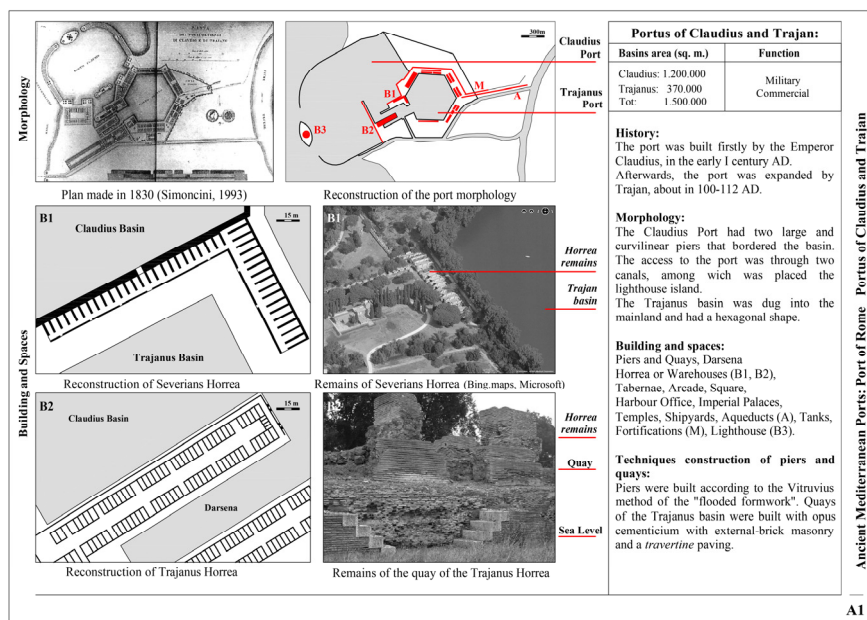 Morphology
PIANTA
DI CLAUDIO E DI TRAJANO
Plan made in 1830 (Simoncini, 1993)
300m
B1
M
A
B2
B3
Claudius
Port
Trajanus
Port
Reconstruction of the port morphology
Building and Spaces
B1
15 m
Claudius Basin
Trajanus Basin
Reconstruction of Severians Horrea
B1
Horrea
remains
Trajan
basin
Remains of Severians Horrea (Bing.maps, Microsoft)
B2
15 m
Claudius Basin
Darsena
Reconstruction of Trajanus Horrea
Horrea
remains
Quay
Sea Level
Remains of the quay of the Trajanus Horrea
Portus of Claudius and Trajan:
Basins area (sq. m.) Function
Claudius: 1.200.000
Trajanus: 370.000
Tot: 1.500.000
Military
Commercial
History:
The port was built firstly by the Emperor
Claudius, in the early I century AD.
Afterwards, the port was expanded by
Trajan, about in 100-112 AD.
Morphology:
The Claudius Port had two large and
curvilinear piers that bordered the basin.
The access to the port was through two
canals, among wich was placed the
lighthouse island.
The Trajanus basin was dug into the
mainland and had a hexagonal shape.
Building and spaces:
Piers and Quays, Darsena
Horrea or Warehouses (B1, B2),
Tabernae, Arcade, Square,
Harbour Office, Imperial Palaces,
Temples, Shipyards, Aqueducts (A), Tanks,
Fortifications (M), Lighthouse (B3).
Techniques construction of piers and
quays:
Piers were built according to the Vitruvius
method of the "flooded formwork". Quays
of the Trajanus basin were built with opus
cementicium with external-brick masonry
and a travertine paving.
Ancient Mediterranean Ports: Port of Rome Portus of Claudius and Trajan
A1